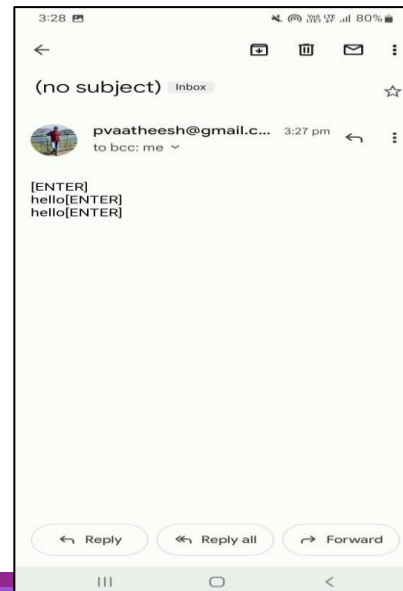 3:28 80%
(no subject) Inbox
pvaatheesh@gmail.c... 3:27 pm
to bcc: me
[ENTER]
hello[ENTER]
hello[ENTER]
Reply Reply all Forward